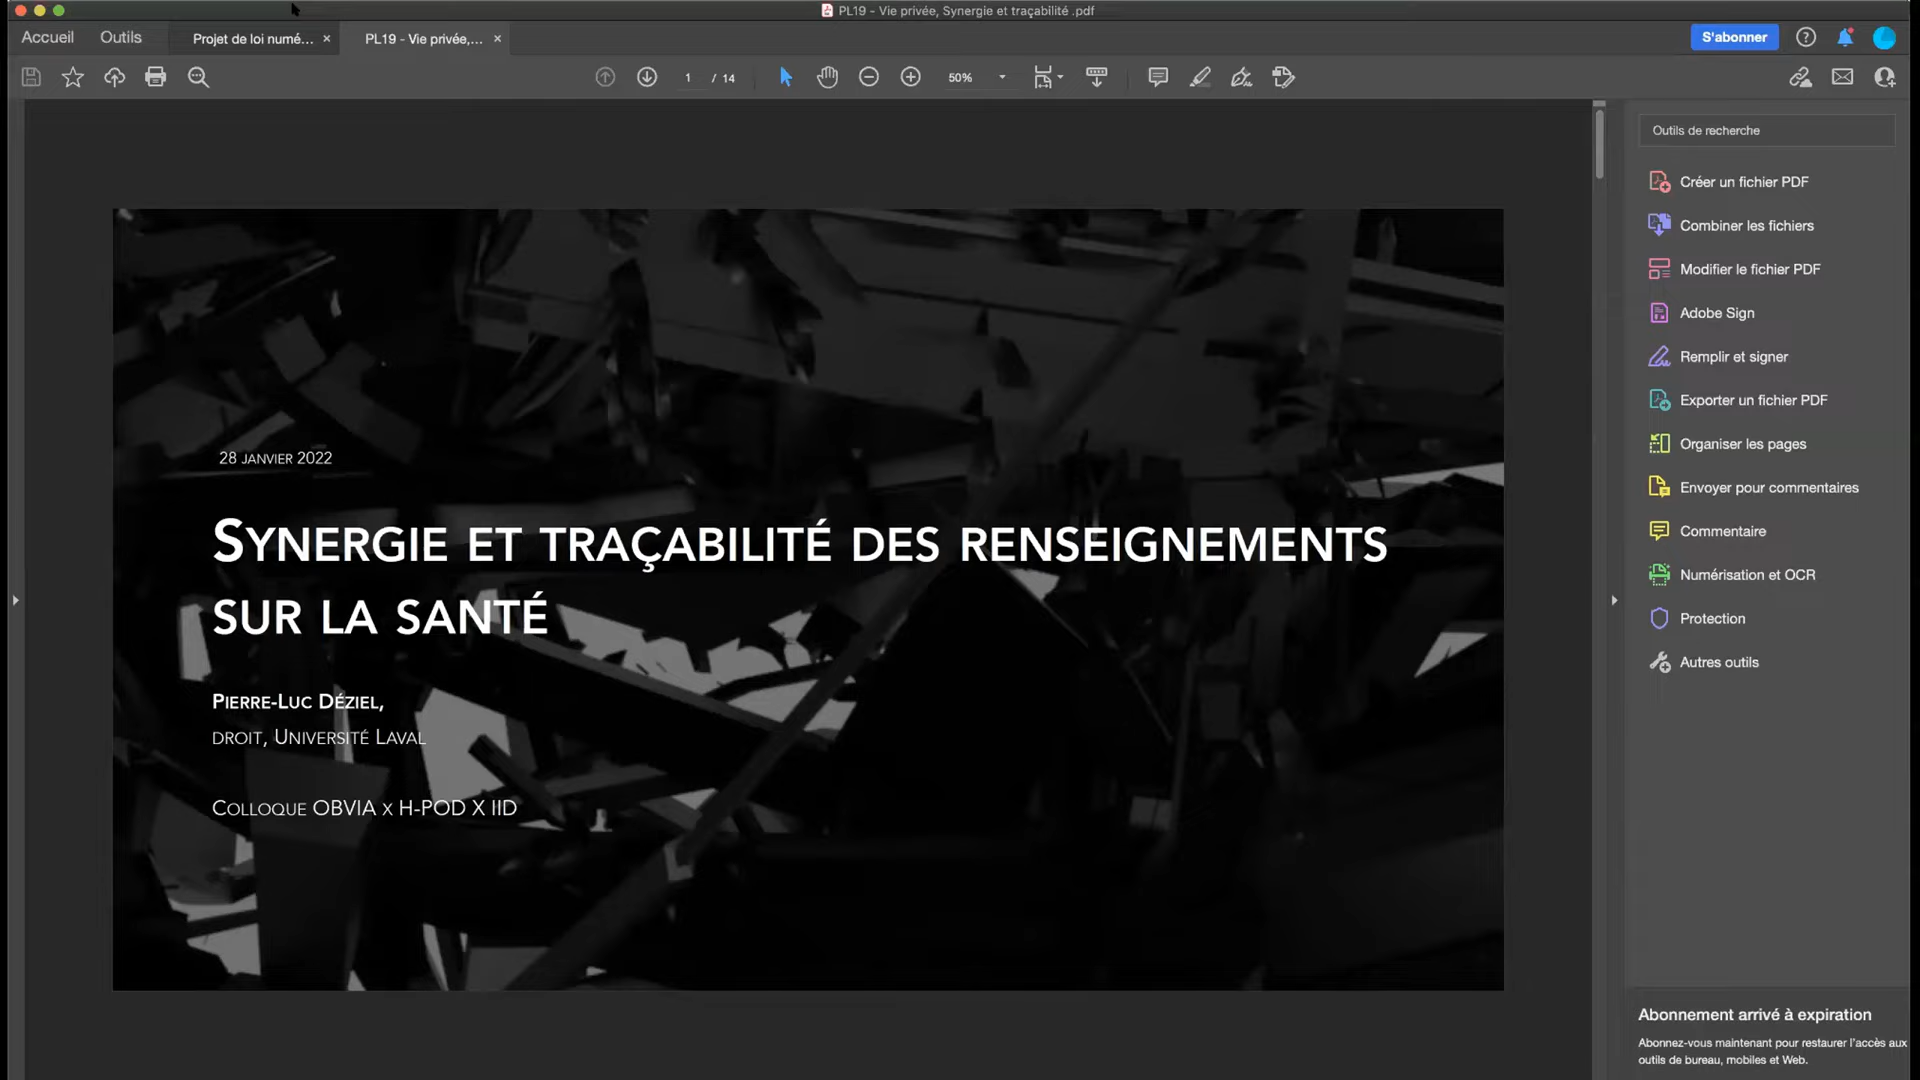 PL19 - Vie privée, Synergie et traçabilité .pdf
Accueil
Outils
Projet de loi numé...
PL19 - Vie privée,...
S'abonner
1 / 14
50%
Outils de recherche
Créer un fichier PDF
Combiner les fichiers
Modifier le fichier PDF
Adobe Sign
Remplir et signer
Exporter un fichier PDF
Organiser les pages
Envoyer pour commentaires
Commentaire
Numérisation et OCR
Protection
Autres outils
28 JANVIER 2022
SYNERGIE ET TRAÇABILITÉ DES RENSEIGNEMENTS
SUR LA SANTÉ
PIERRE-LUC DÉZIEL,
DROIT, UNIVERSITÉ LAVAL
COLLOQUE OBVIA X H-POD X IID
Abonnement arrivé à expiration
Abonnez-vous maintenant pour restaurer l'accès aux
outils de bureau, mobiles et Web.